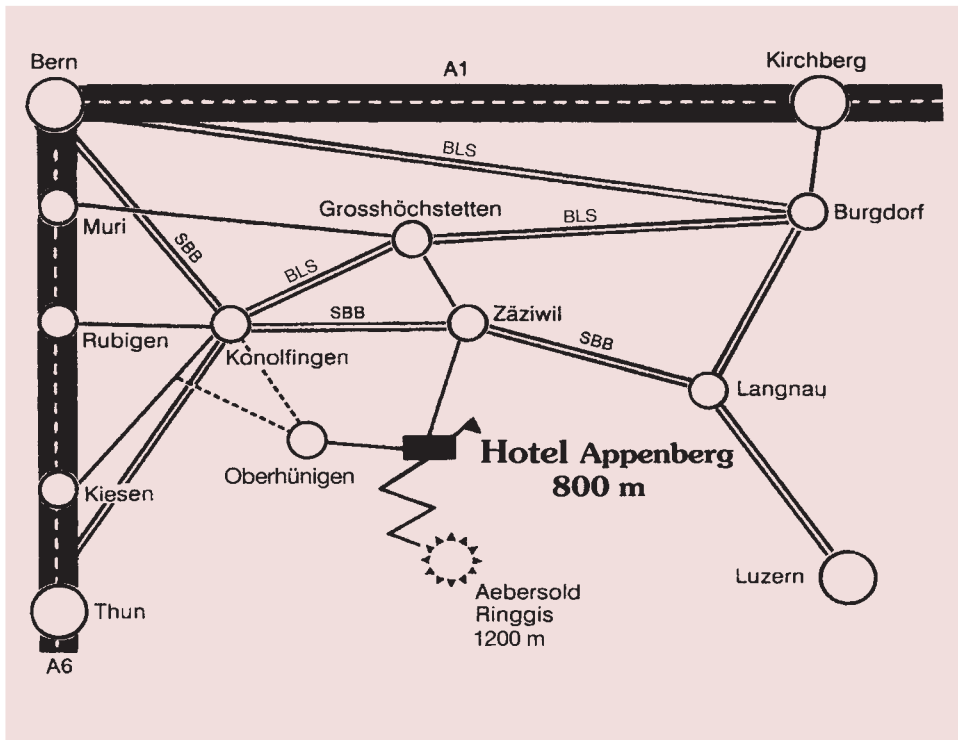 Bern
A1
Kirchberg
BLS
Muri
Grosshöchstetten
BLS
Burgdorf
SBB
BLS
Rubigen
Konolfingen
SBB
Zäziwil
SBB
Langnau
Kiesen
Oberhünigen
Hotel Appenberg
800 m
Luzern
Thun
Aebersold
Ringgis
1200 m
A6